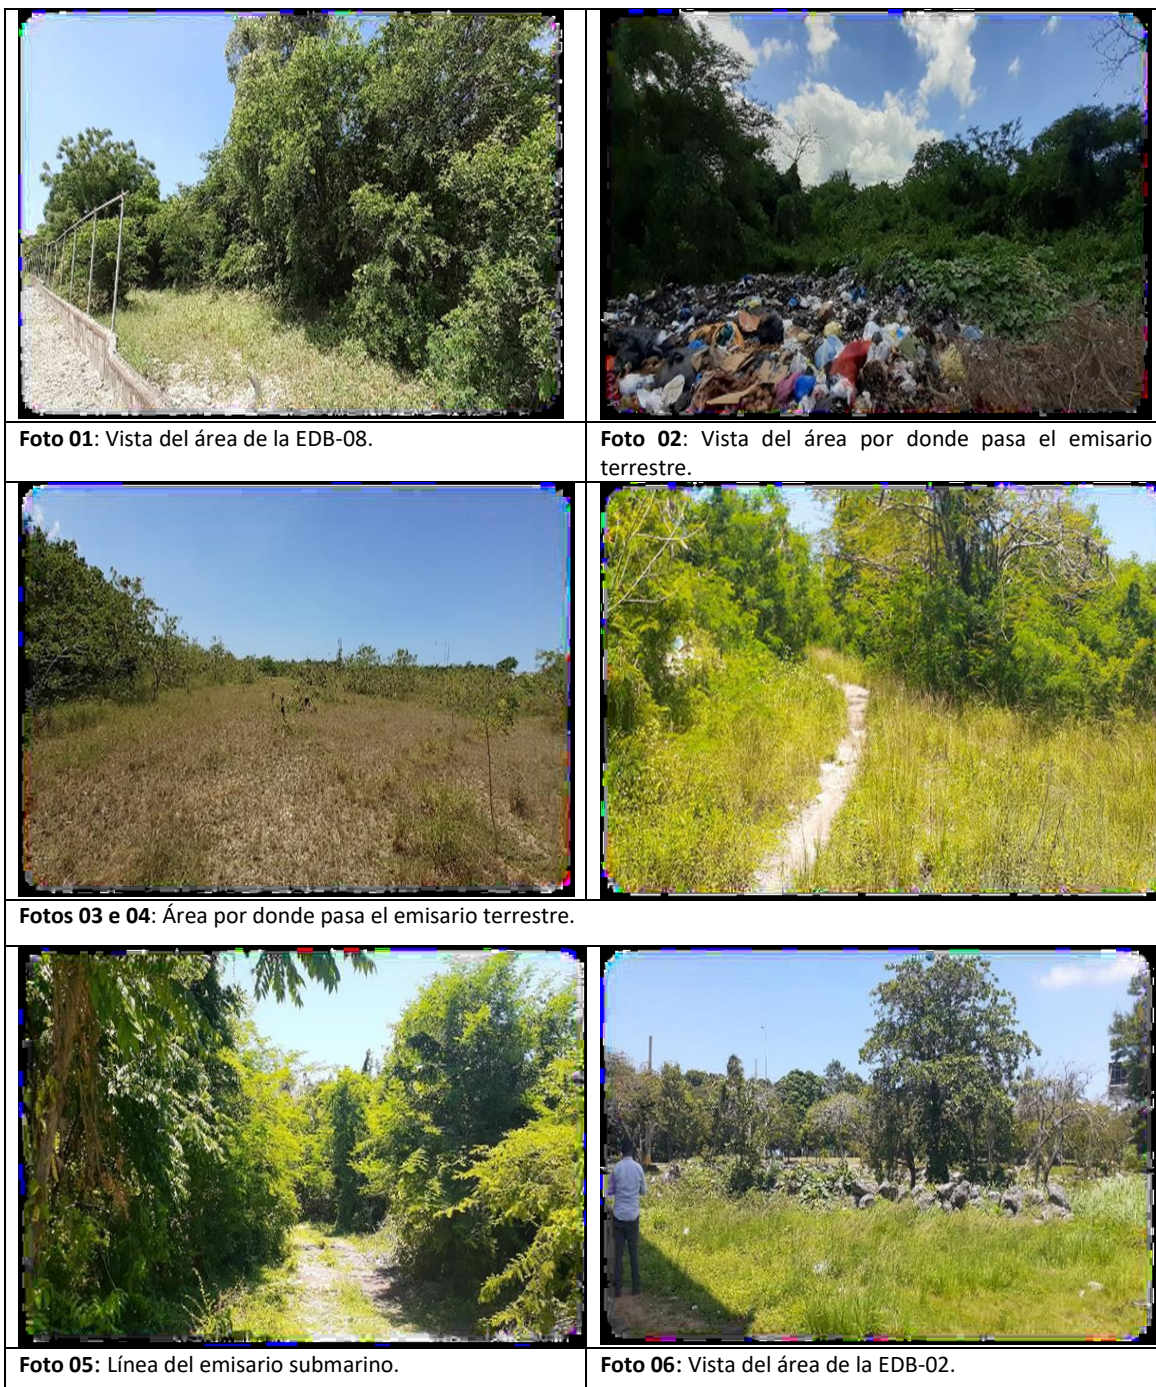 Foto 01: Vista del área de la EDB-08.
Foto 02: Vista del área por donde pasa el emisario
terrestre.
Fotos 03 e 04: Área por donde pasa el emisario terrestre.
Foto 05: Línea del emisario submarino.
Foto 06: Vista del área de la EDB-02.